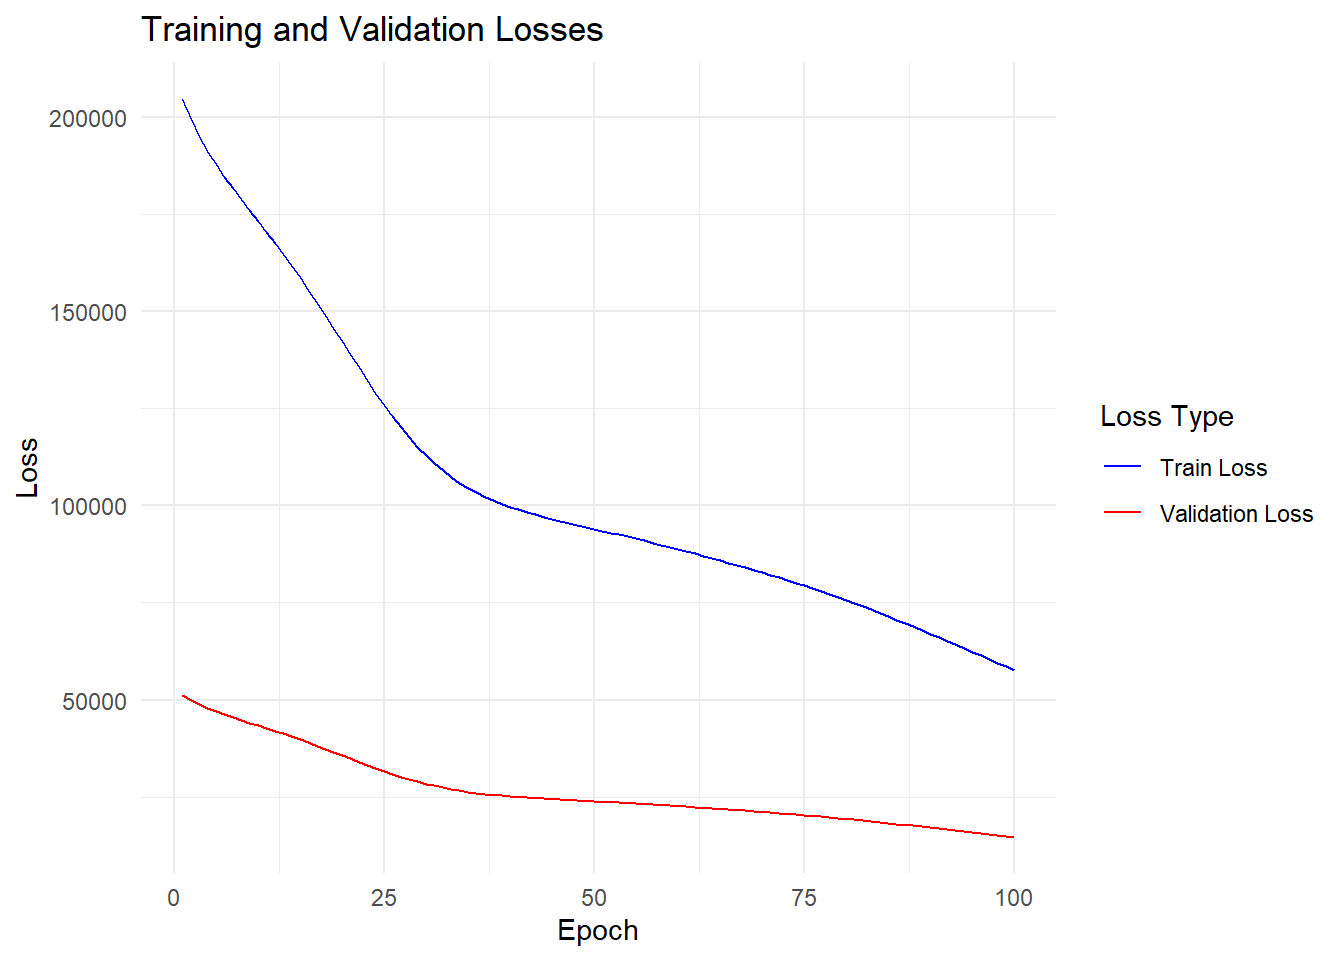 Training and Validation Losses
200000
150000
100000
50000
Loss
0 25 50 75 100
Epoch
Loss Type
Train Loss
Validation Loss